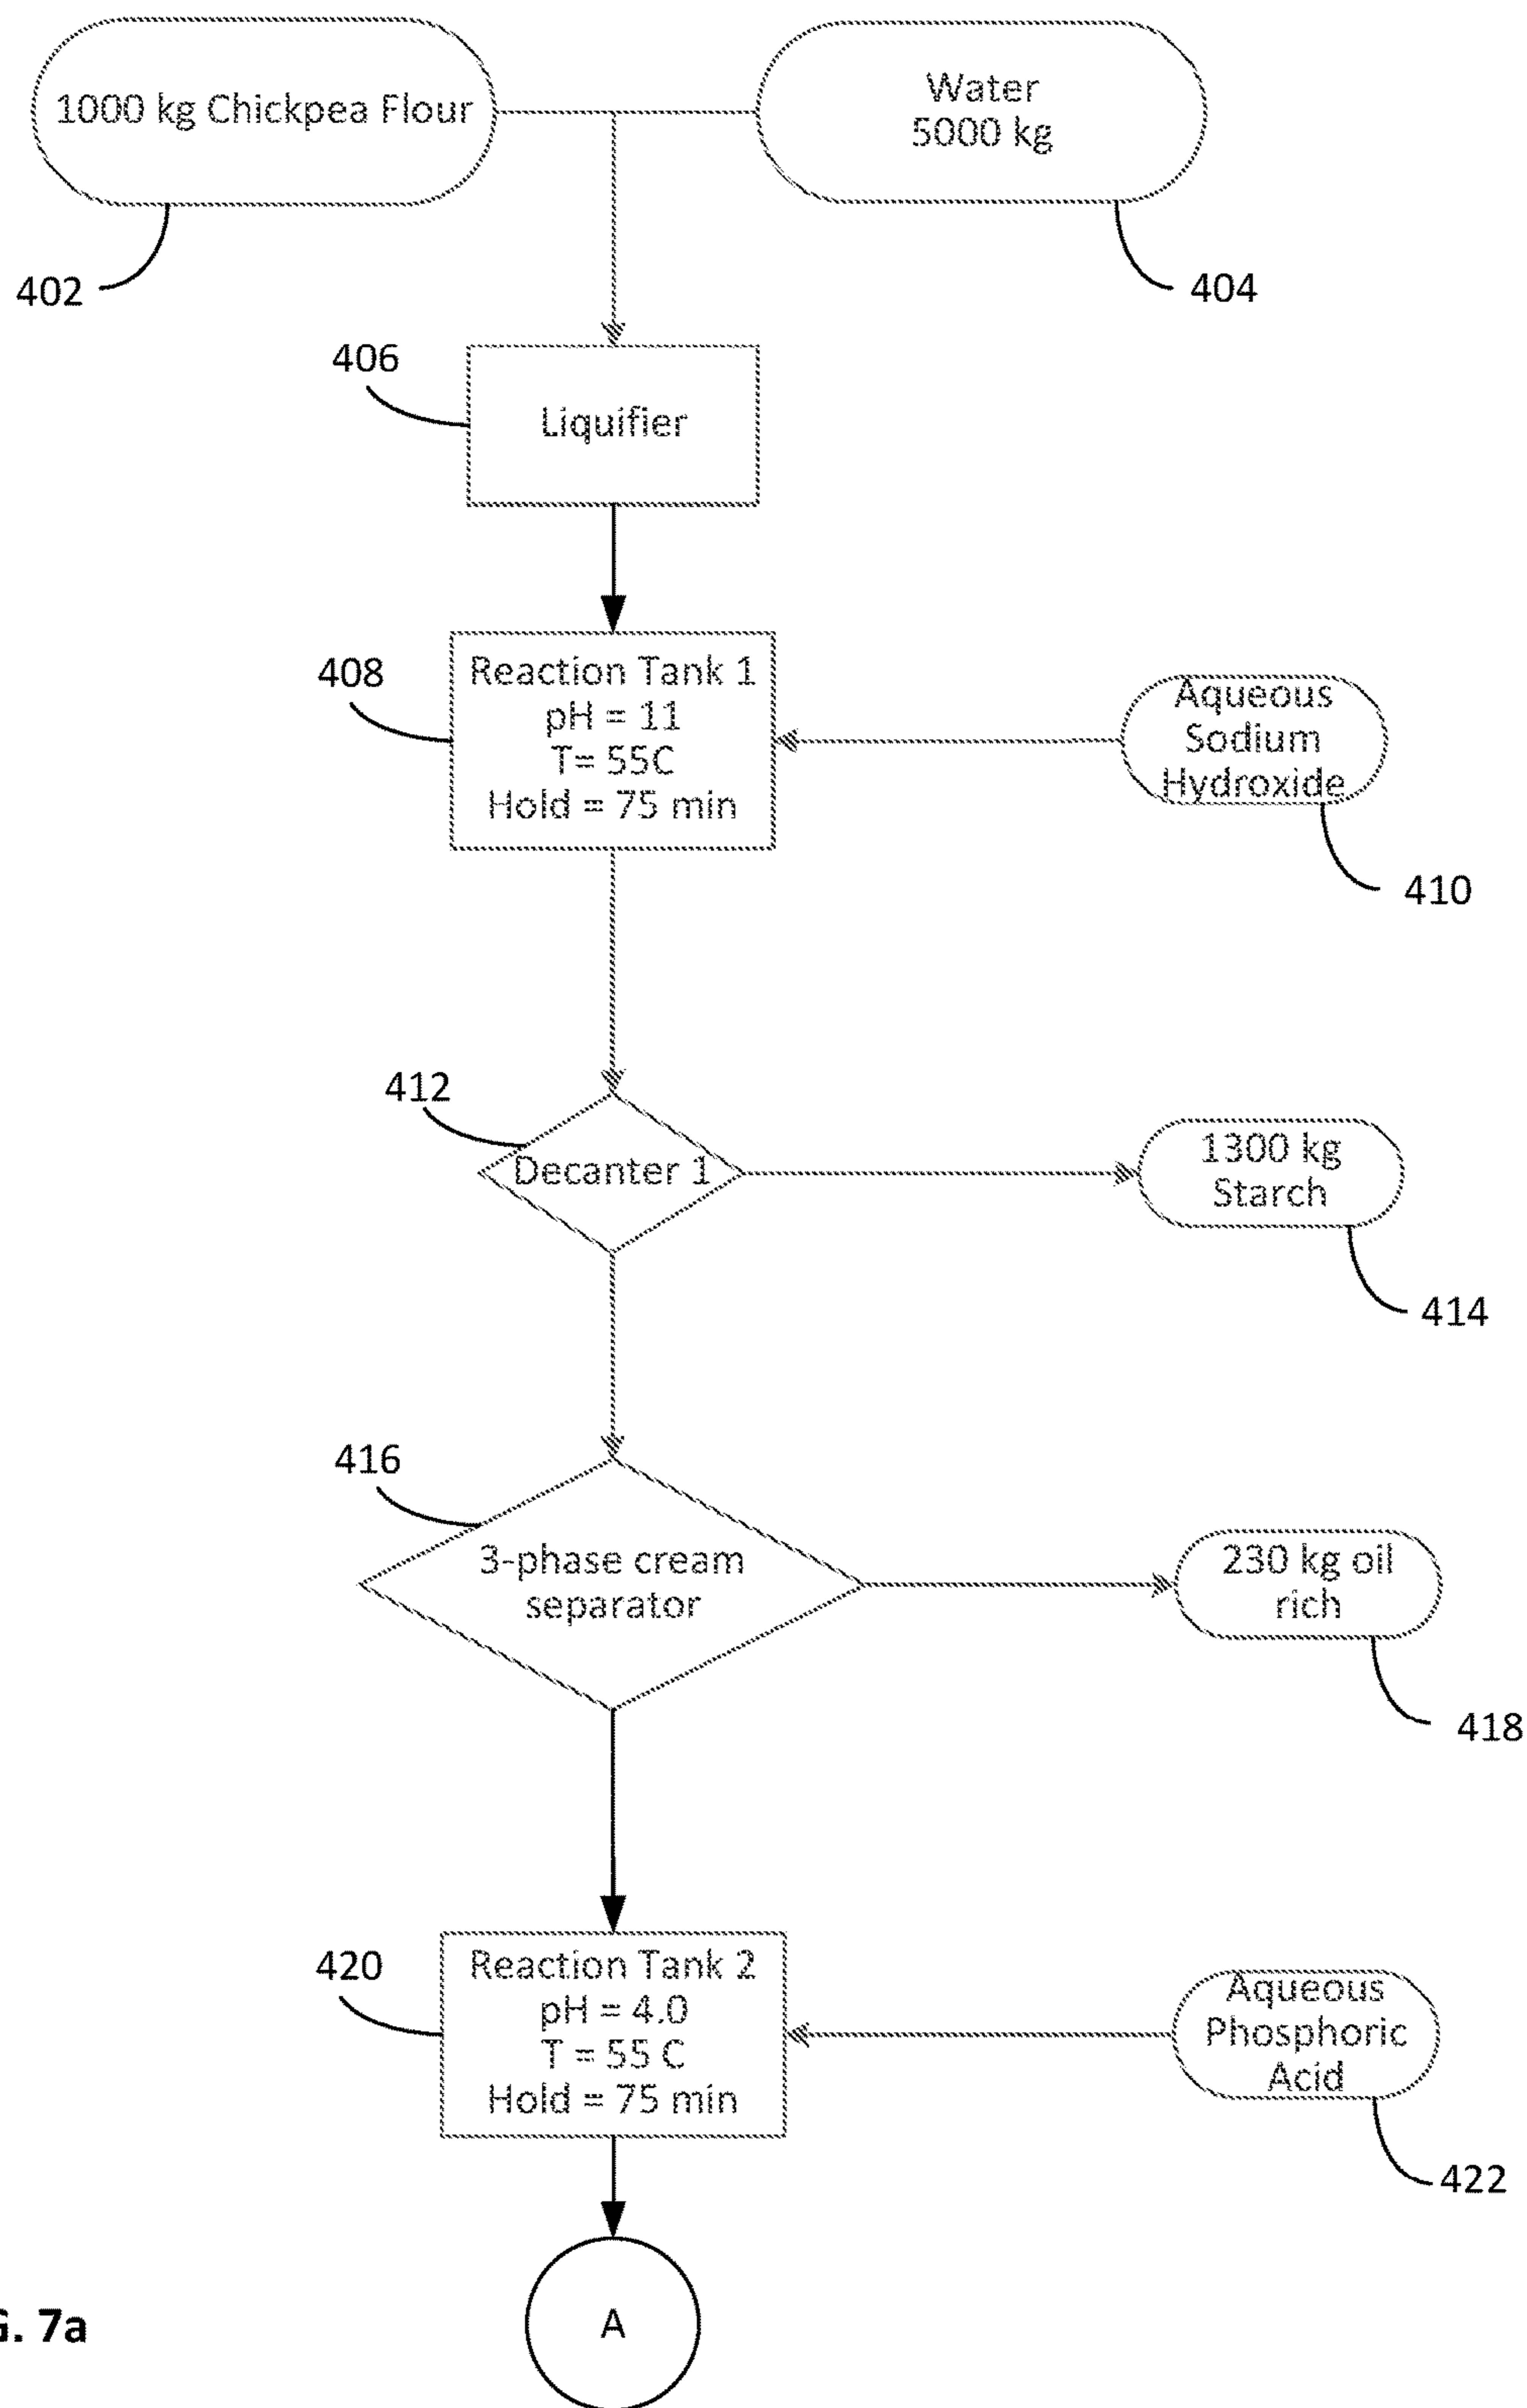 1000 kg Chickpea Flour
Water
5000 kg
402
404
406
Liquifier
408
Reaction Tank 1
pH = 11
T= 55C
Hold = 75 min
Aqueous
Sodium
Hydroxide
410
412
Decanter 1
1300 kg
Starch
414
416
3-phase cream
separator
230 kg oil
rich
418
420
Reaction Tank 2
pH = 4.0
T = 55 C
Hold = 75 min
Aqueous
Phosphoric
Acid
422
A
G. 7a